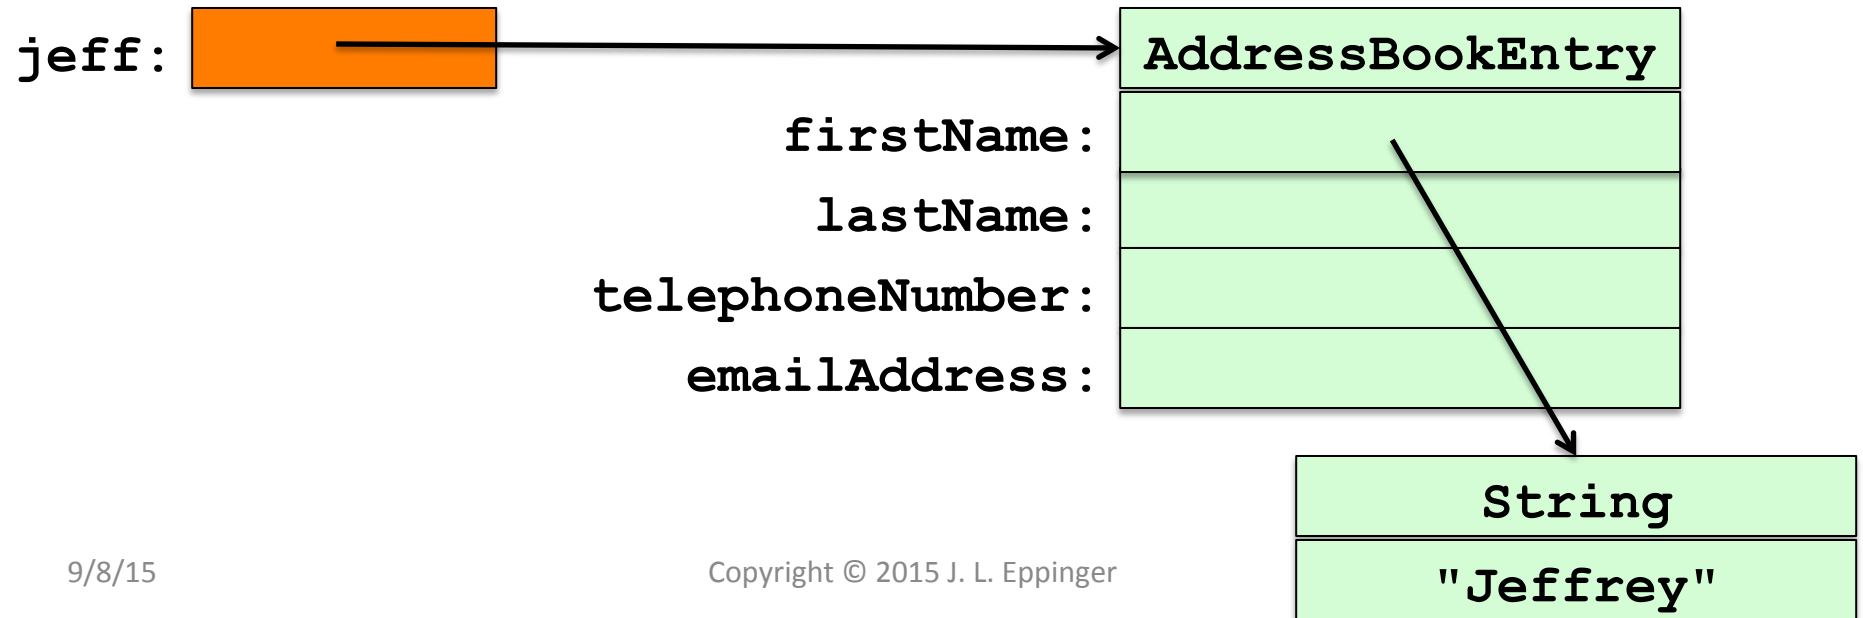 jeff:
AddressBookEntry
firstName:
lastName:
telephoneNumber:
emailAddress:
String
"Jeffrey"
9/8/15
Copyright © 2015 J. L. Eppinger